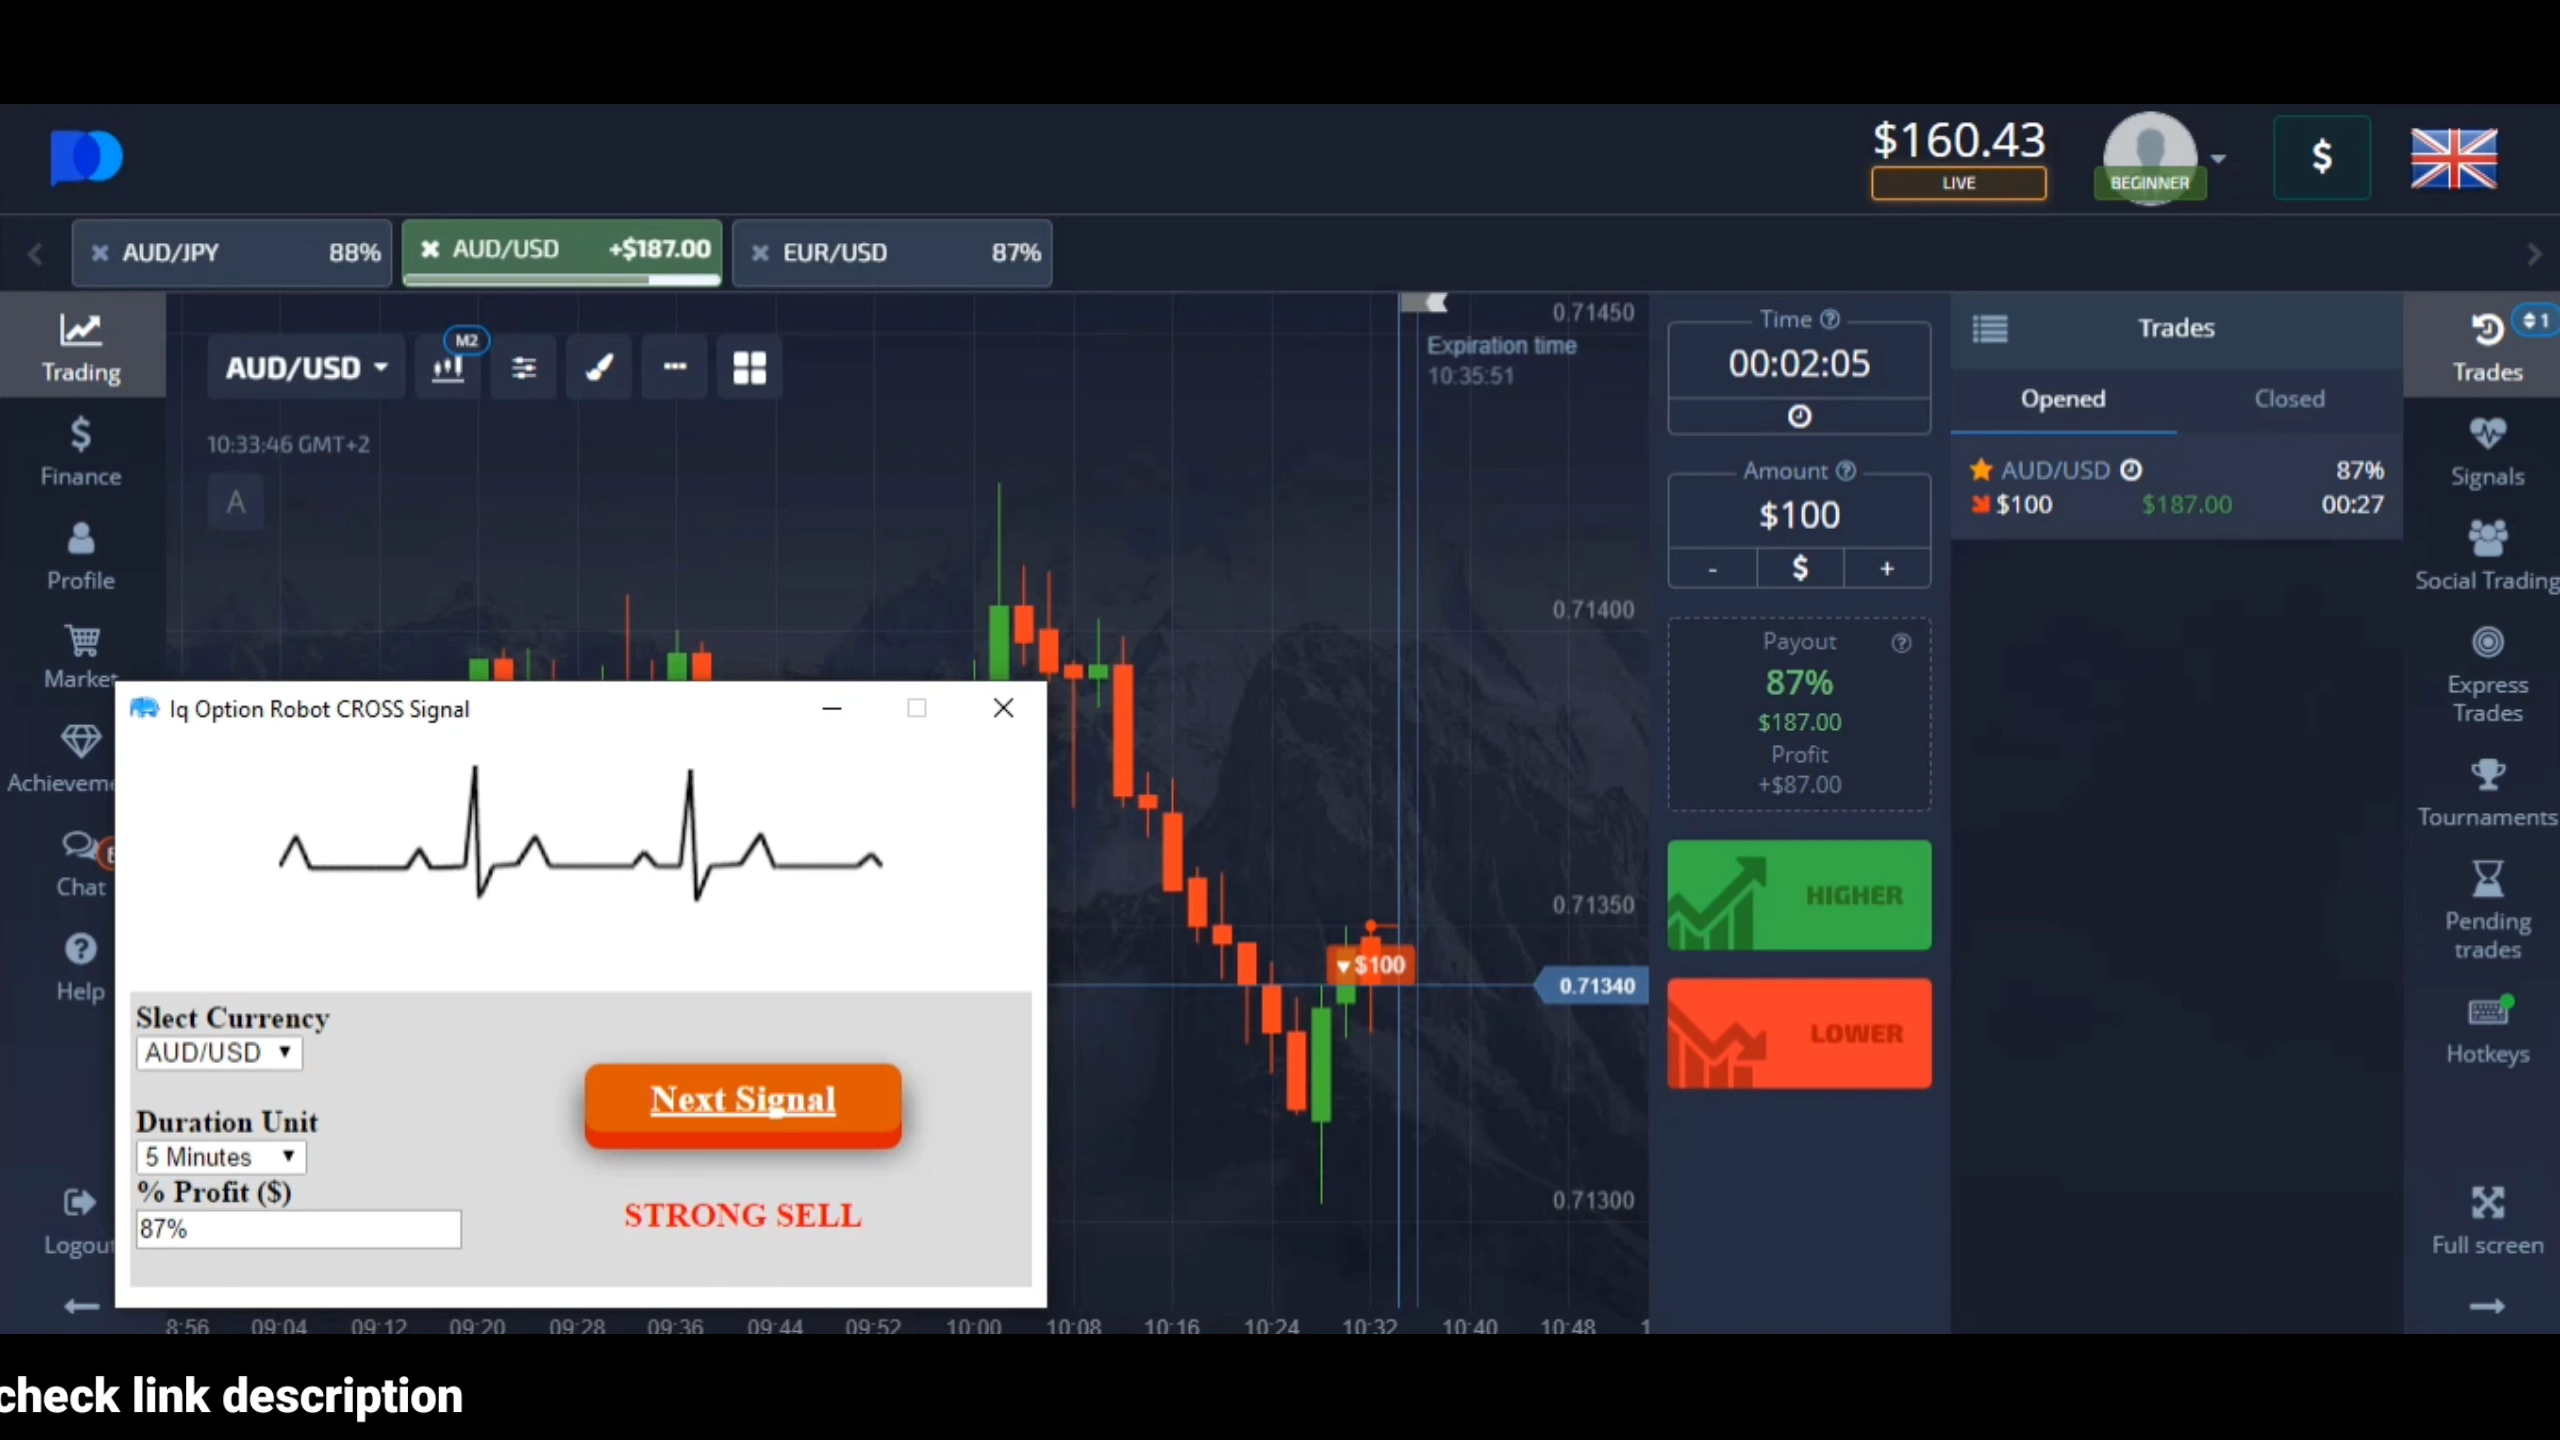 $160.43
LIVE
BEGINNER
$
AUD/JPY 88%
AUD/USD +$187.00
EUR/USD 87%
Trading
Finance
Profile
Market
Achievem
Chat
Help
Logout
AUD/USD
M2
10:33:46 GMT+2
A
Expiration time
10:35:51
0.71450
0.71400
0.71350
0.71340
0.71300
$100
8:56 09:04 09:12 09:20 09:28 09:36 09:44 09:52 10:00 10:08 10:16 10:24 10:32 10:40 10:48 1
Iq Option Robot CROSS Signal
Slect Currency
AUD/USD
Duration Unit
5 Minutes
% Profit ($)
87%
Next Signal
STRONG SELL
Time
00:02:05
Amount
$100
- $ +
Payout
87%
$187.00
Profit
+$87.00
HIGHER
LOWER
Trades
Opened Closed
AUD/USD 87%
$100 $187.00 00:27
1
Trades
Signals
Social Trading
Express
Trades
Tournaments
Pending
trades
Hotkeys
Full screen
check link description